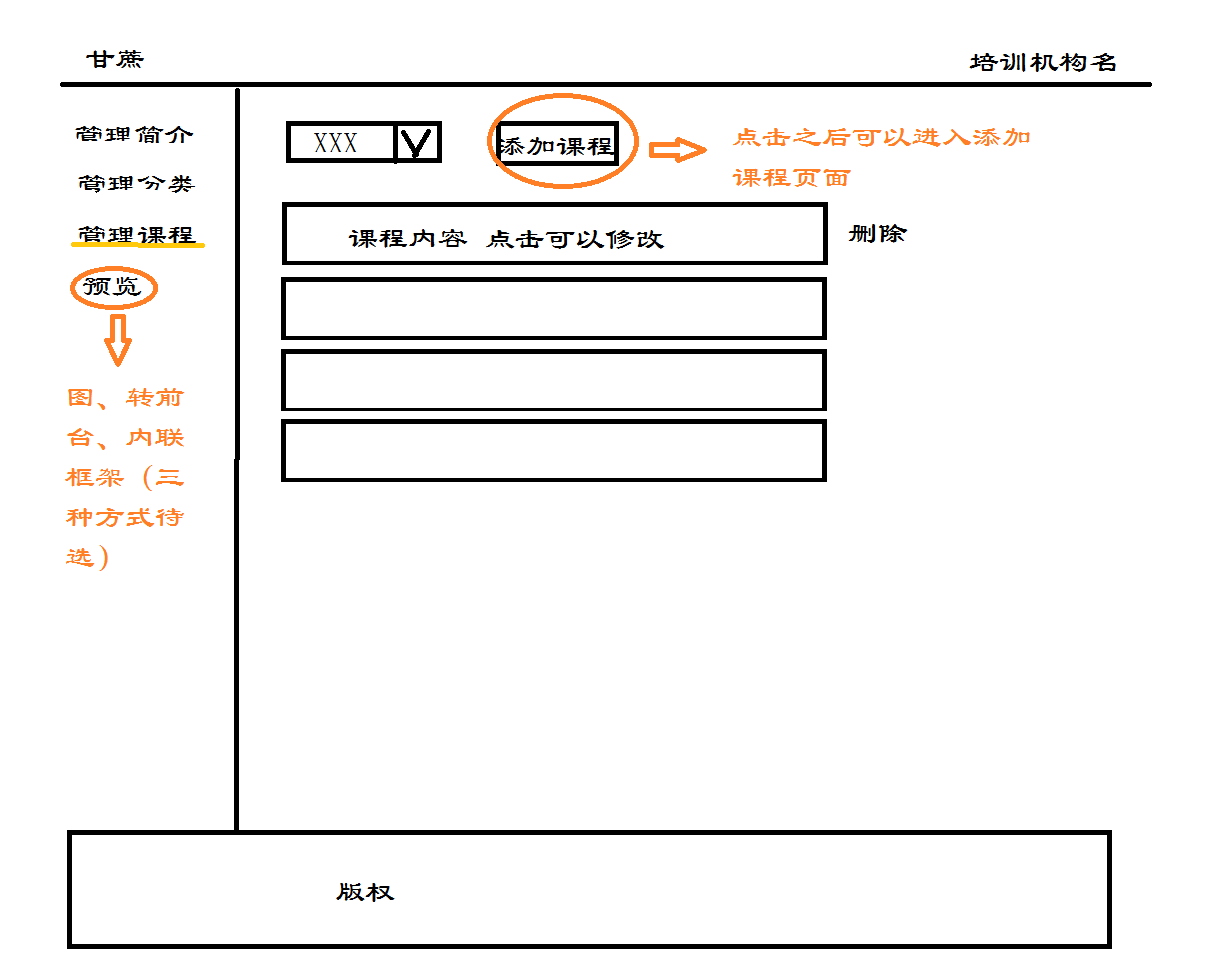 甘蔗
培训机构名
管理简介
管理分类
管理课程
预览
图、转前
台、内联
框架（三
种方式待
选）
XXX
添加课程
点击之后可以进入添加
课程页面
课程内容 点击可以修改
删除
版权